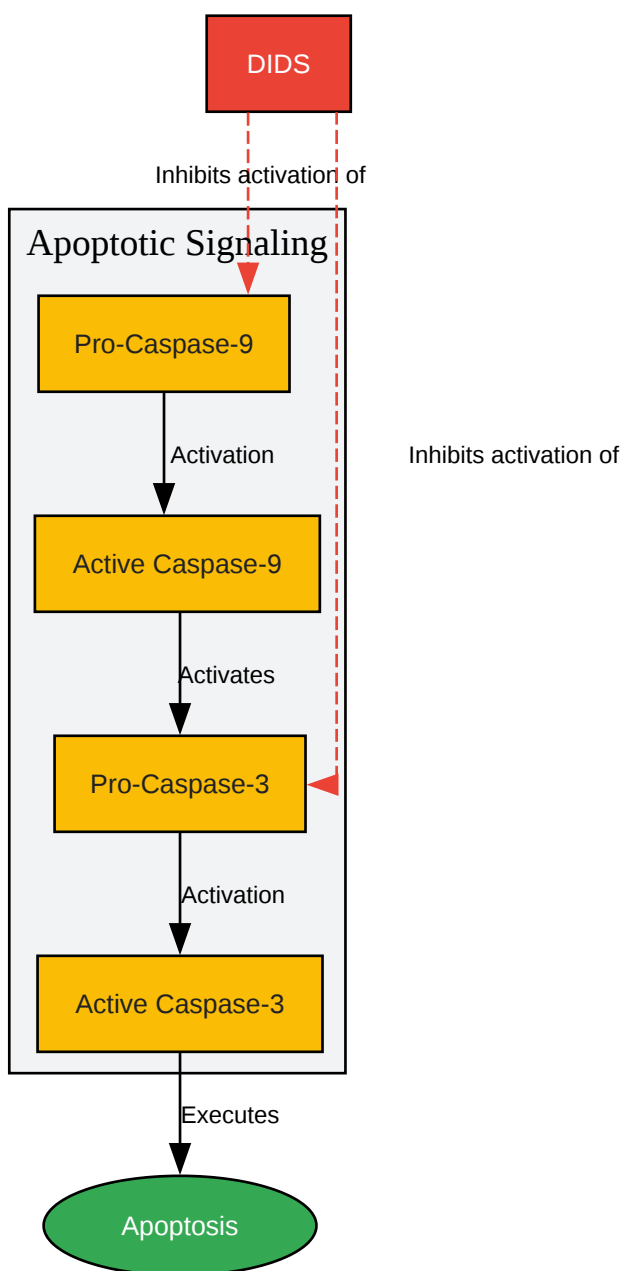 DIDS
Inhibits activation of
Apoptotic Signaling
Pro-Caspase-9
Activation
Inhibits activation of
Active Caspase-9
Activates
Pro-Caspase-3
Activation
Active Caspase-3
Executes
Apoptosis